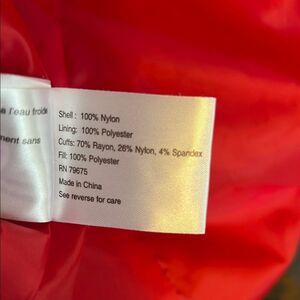 à l'eau froide
ment sans
Shell : 100% Nylon
Lining: 100% Polyester
Cuffs: 70% Rayon, 26% Nylon, 4% Spandex
Fill: 100% Polyester
RN 79675
Made in China
See reverse for care